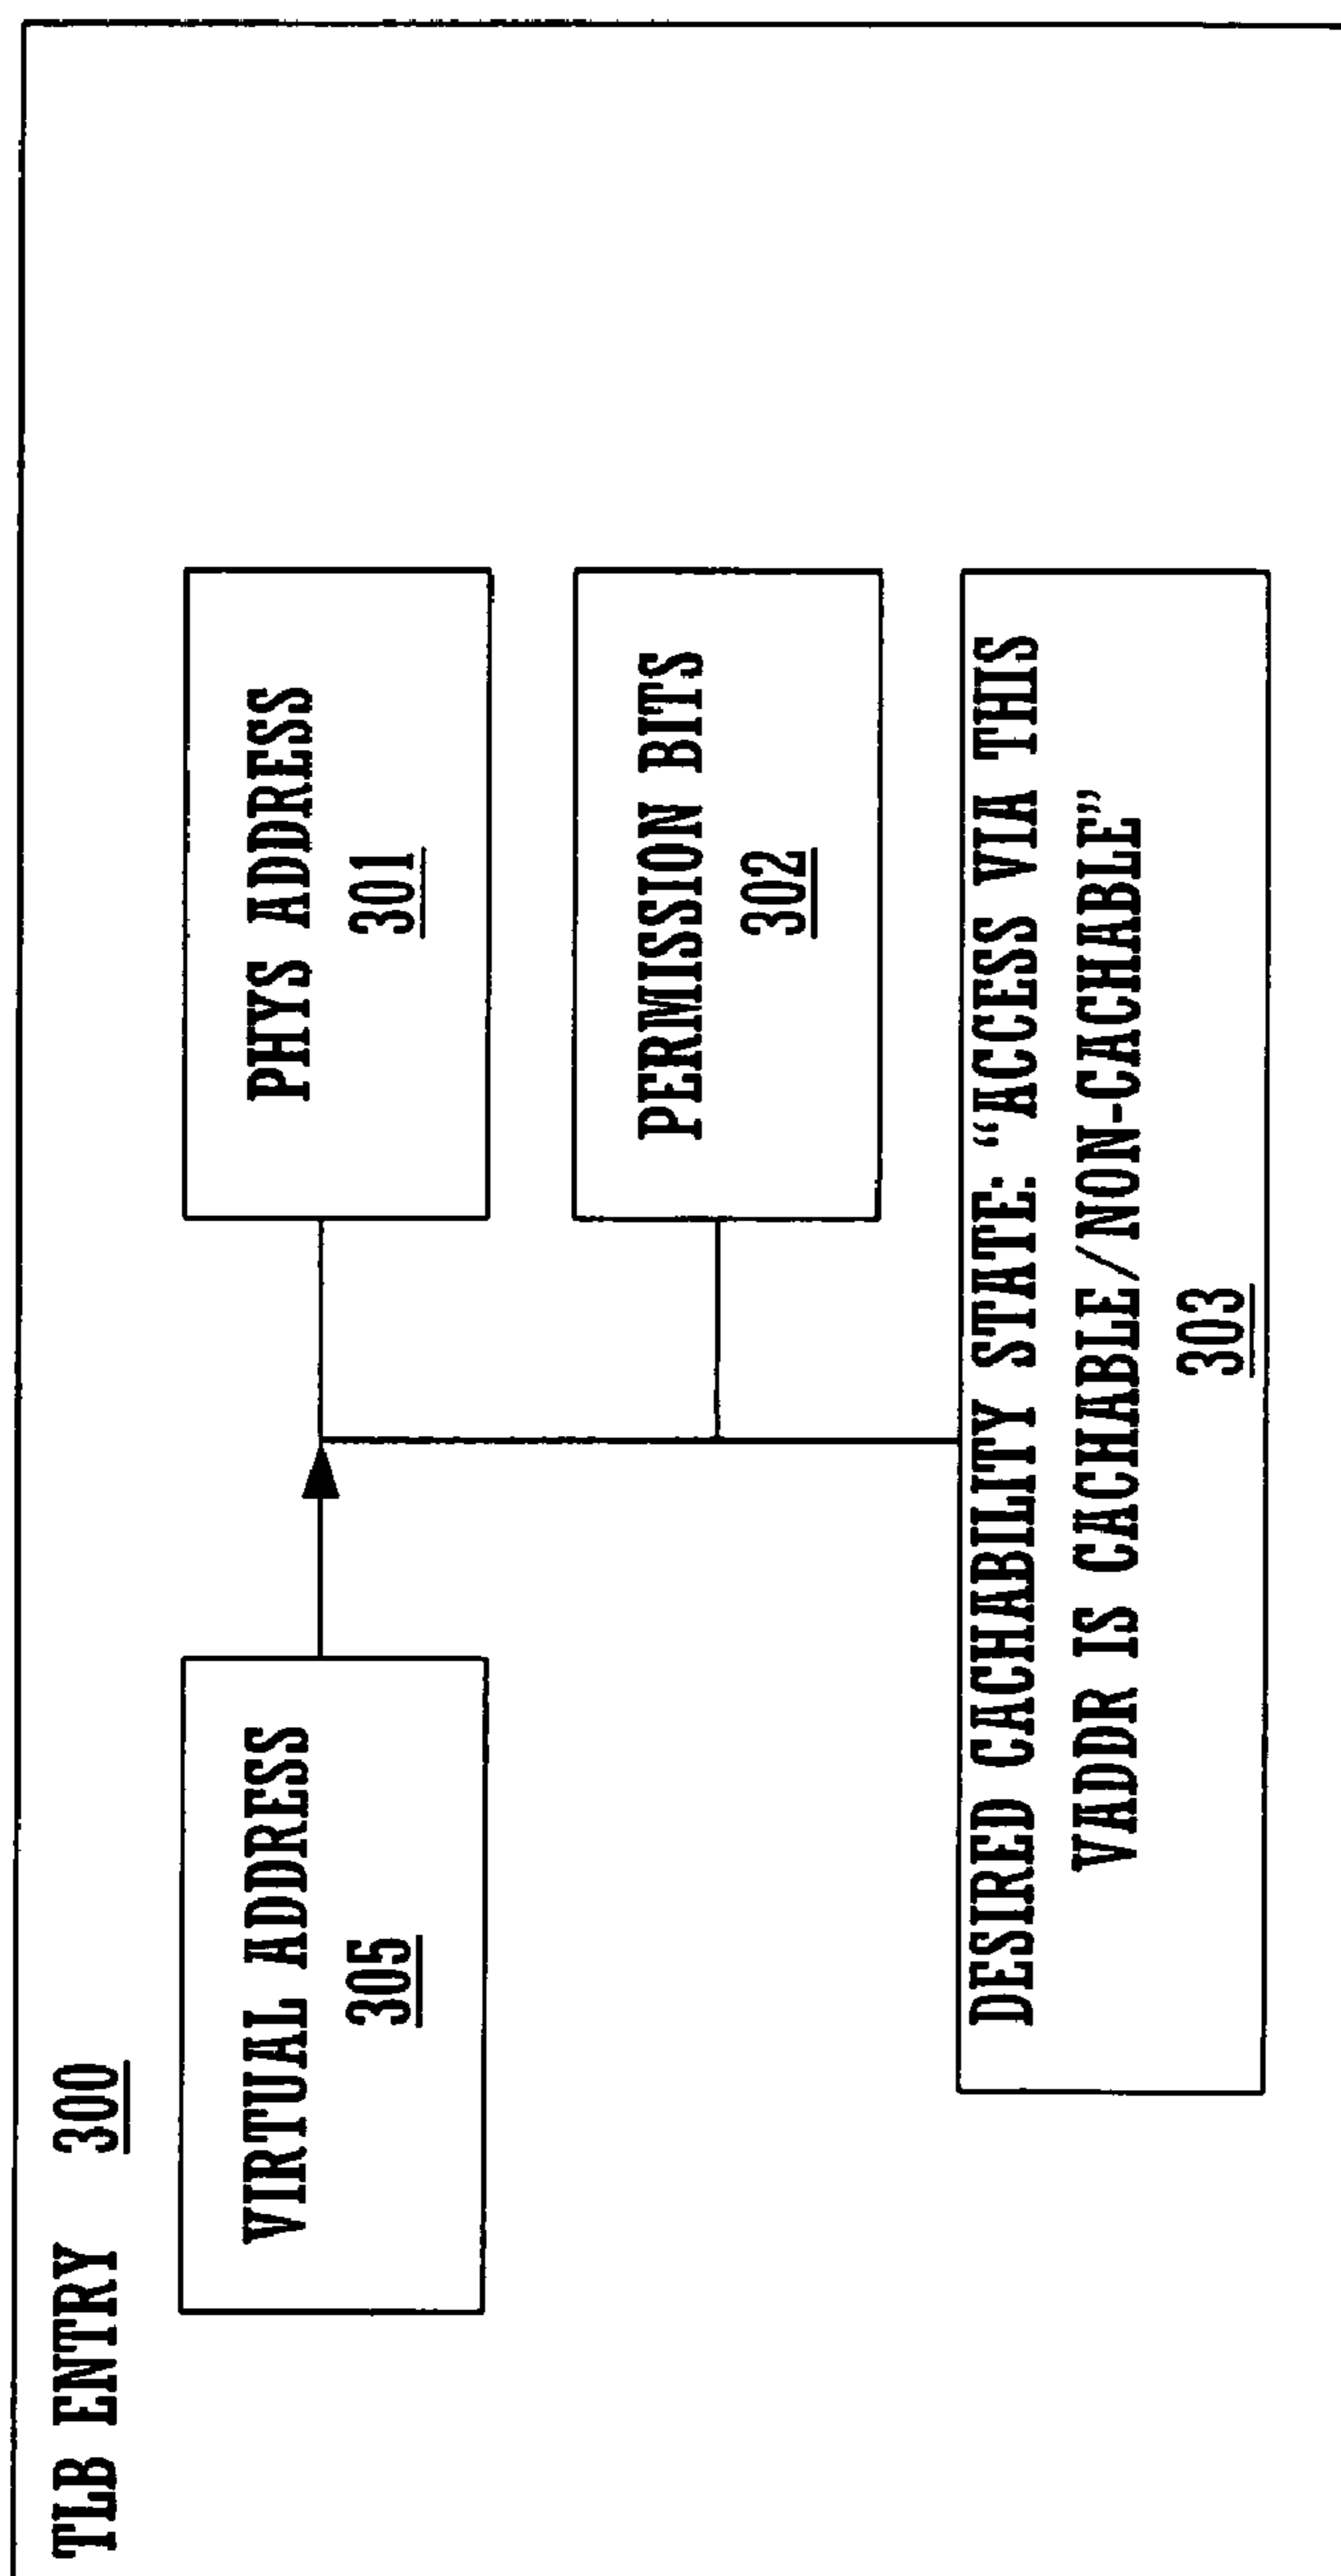 TLB ENTRY 300
VIRTUAL ADDRESS
305
PHYS ADDRESS
301
PERMISSION BITS
302
DESIRED CACHABILITY STATE: “ACCESS VIA THIS
VADDR IS CACHABLE/NON-CACHABLE”
303